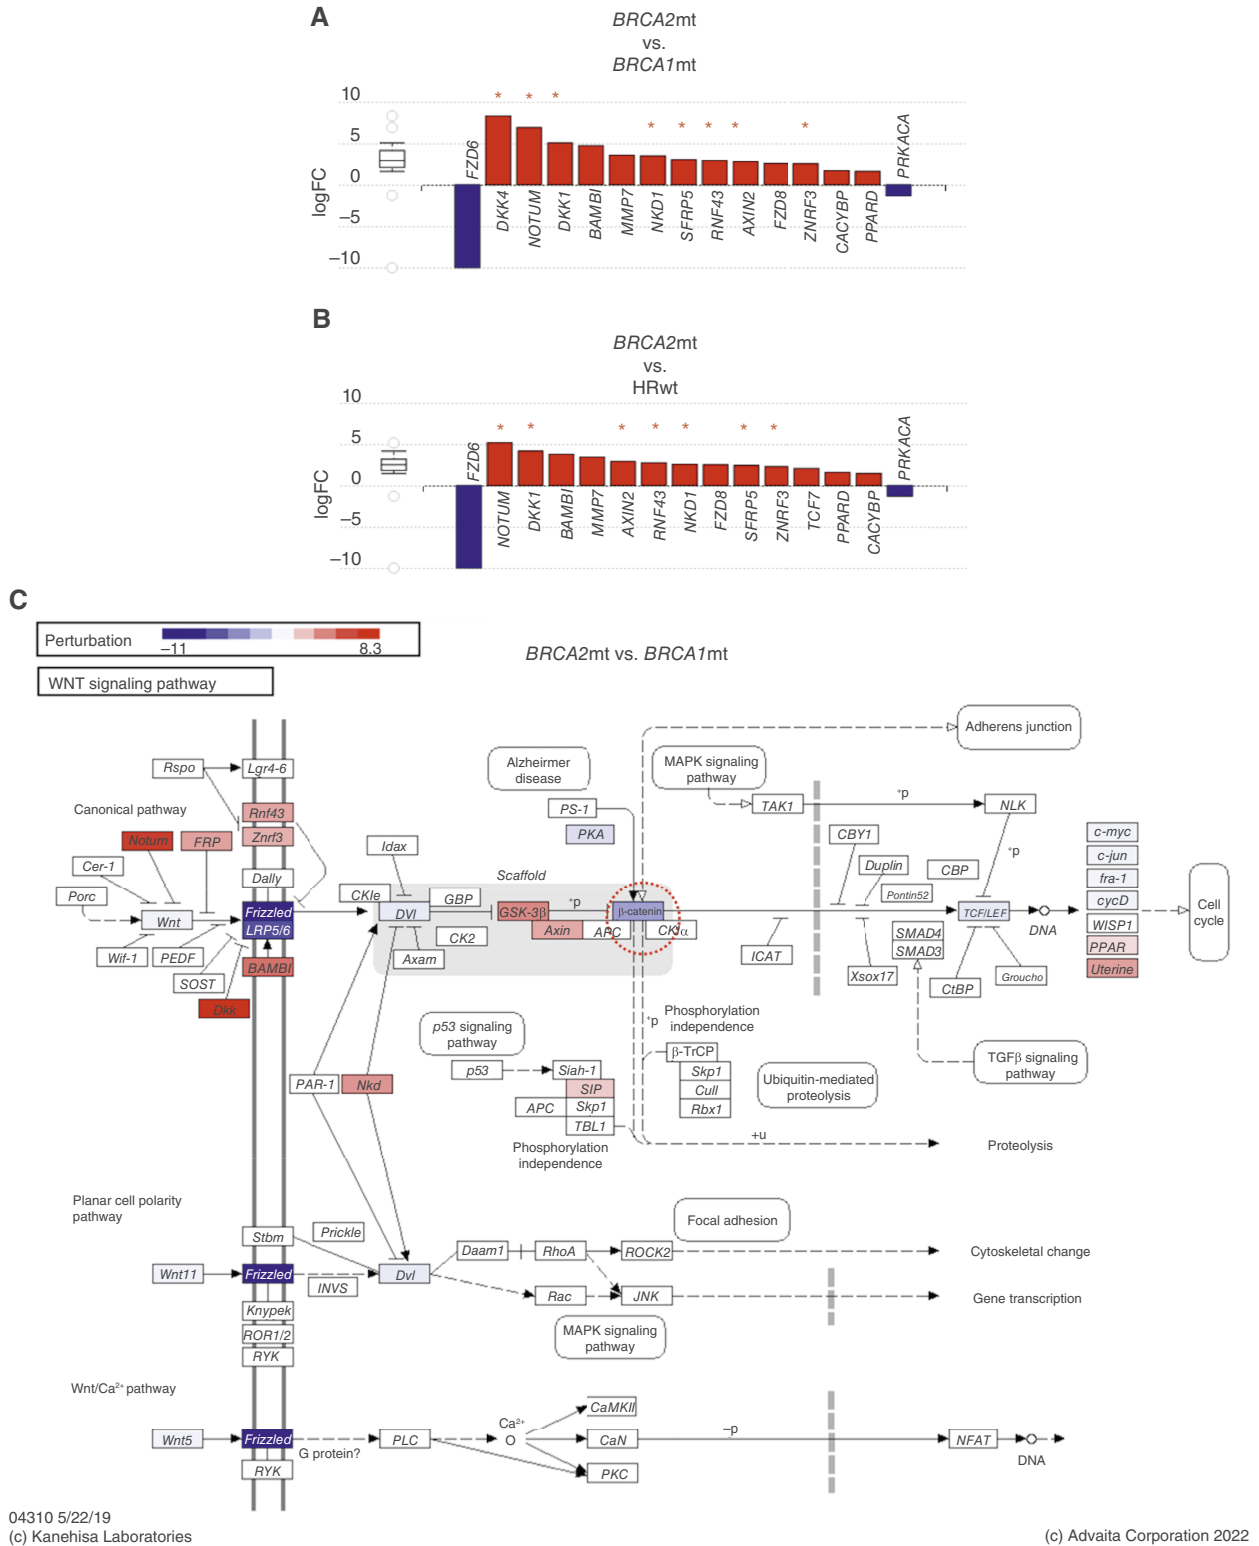 A
BRCA2mt
vs.
BRCA1mt
10
5
0
−5
−10
logFC
* * * * * * * *
FZD6
DKK4
NOTUM
DKK1
BAMBI
MMP7
NKD1
SFRP5
RNF43
AXIN2
FZD8
ZNRF3
CACYBP
PPARD
PRKACA
B
BRCA2mt
vs.
HRwt
10
5
0
−5
−10
logFC
* * * * * * *
FZD6
NOTUM
DKK1
BAMBI
MMP7
AXIN2
RNF43
NKD1
FZD8
SFRP5
ZNRF3
TCF7
PPARD
CACYBP
PRKACA
C
Perturbation
−11
8.3
BRCA2mt vs. BRCA1mt
WNT signaling pathway
Adherens junction
Alzheirmer
disease
MAPK signaling
pathway
Rspo
Lgr4-6
Canonical pathway
Rnf43
Znrf3
Notum
FRP
PS-1
PKA
TAK1
+p
NLK
Idax
CBY1
Duplin
CBP
+p
c-myc
c-jun
fra-1
cycD
WISP1
PPAR
Uterine
Cell
cycle
Cer-1
Porc
Dally
Scaffold
CKIe
GBP
Pontin52
Wnt
Frizzled
LRP5/6
DVI
GSK-3β
+p
β-catenin
TCF/LEF
DNA
Axin
APC
CKIα
CK2
Axam
ICAT
SMAD4
SMAD3
Wif-1
PEDF
SOST
BAMBI
Dkk
Xsox17
CtBP
Groucho
p53 signaling
pathway
+p
Phosphorylation
independence
TGFβ signaling
pathway
p53
Siah-1
SIP
APC
Skp1
TBL1
β-TrCP
Skp1
Cull
Rbx1
Ubiquitin-mediated
proteolysis
PAR-1
Nkd
Phosphorylation
independence
+u
Proteolysis
Planar cell polarity
pathway
Focal adhesion
Stbm
Prickle
Daam1
RhoA
ROCK2
Cytoskeletal change
Wnt11
Frizzled
INVS
Dvl
Rac
JNK
Gene transcription
Knypek
ROR1/2
RYK
MAPK signaling
pathway
Wnt/Ca2+ pathway
CaMKII
Ca2+
Wnt5
Frizzled
G protein?
PLC
CaN
−p
NFAT
DNA
RYK
PKC
04310 5/22/19
(c) Kanehisa Laboratories
(c) Advaita Corporation 2022